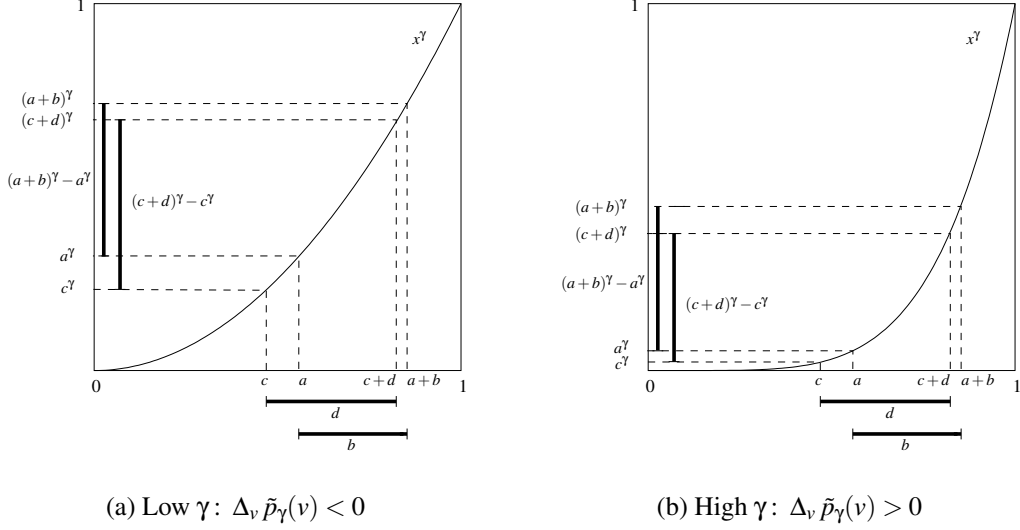 1
x^γ
(a+b)^γ
(c+d)^γ
(a+b)^γ − a^γ
(c+d)^γ − c^γ
a^γ
c^γ
0 c a c+d a+b 1
d
b
(a) Low γ: Δ_v p̃_γ(v) < 0
1
x^γ
(a+b)^γ
(c+d)^γ
(a+b)^γ − a^γ
(c+d)^γ − c^γ
a^γ
c^γ
0 c a c+d a+b 1
d
b
(b) High γ: Δ_v p̃_γ(v) > 0